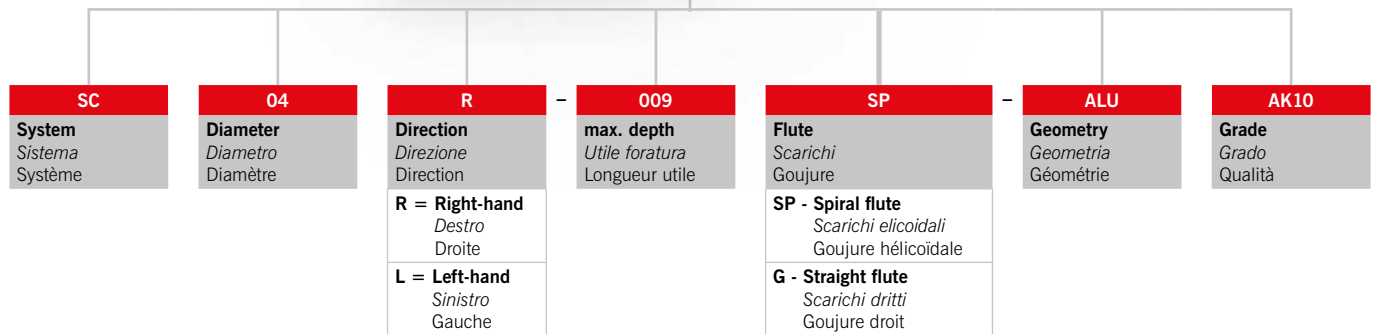 SC 04 R – 009 SP – ALU AK10
System Diameter Direction max. depth Flute Geometry Grade
Sistema Diametro Direzione Utile foratura Scarichi Geometria Grado
Système Diamètre Direction Longueur utile Goujure Géométrie Qualità
R = Right-hand
Destro
Droite
L = Left-hand
Sinistro
Gauche
SP - Spiral flute
Scarichi elicoidali
Goujure hélicoïdale
G - Straight flute
Scarichi dritti
Goujure droit